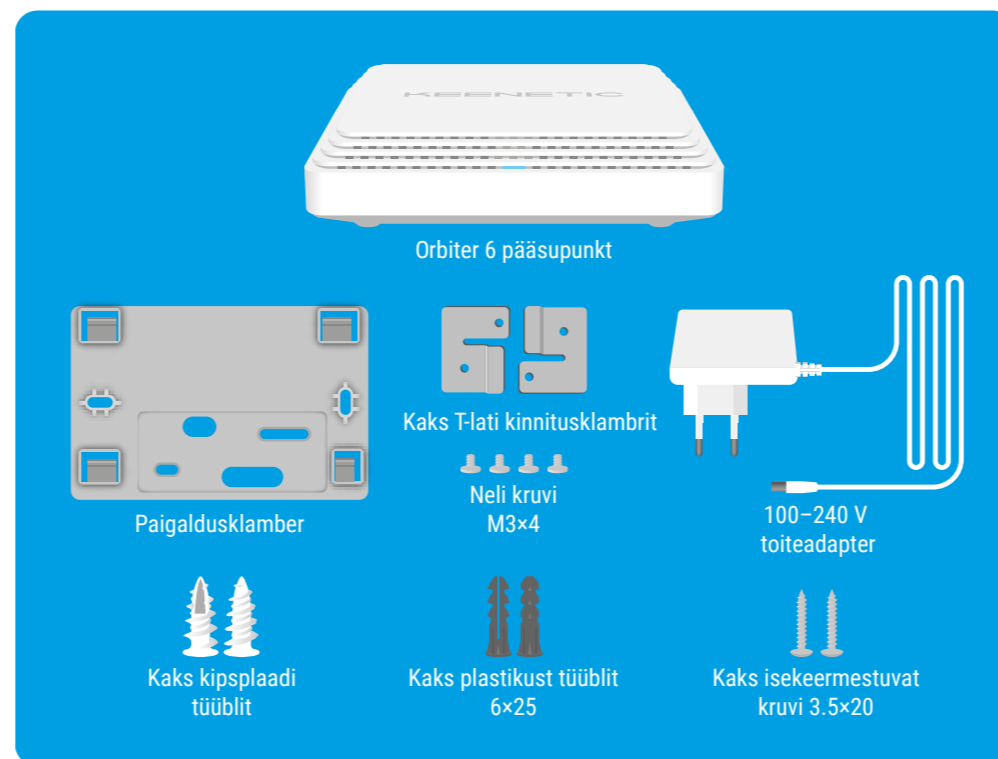 KEENETIC
Orbiter 6 pääsupunkt
Kaks T-lati kinnitusklambrit
Neli kruvi
M3×4
Paigaldusklamber
100–240 V
toiteadapter
Kaks kipsplaadi
tüüblit
Kaks plastikust tüüblit
6×25
Kaks isekeermestuvat
kruvi 3.5×20